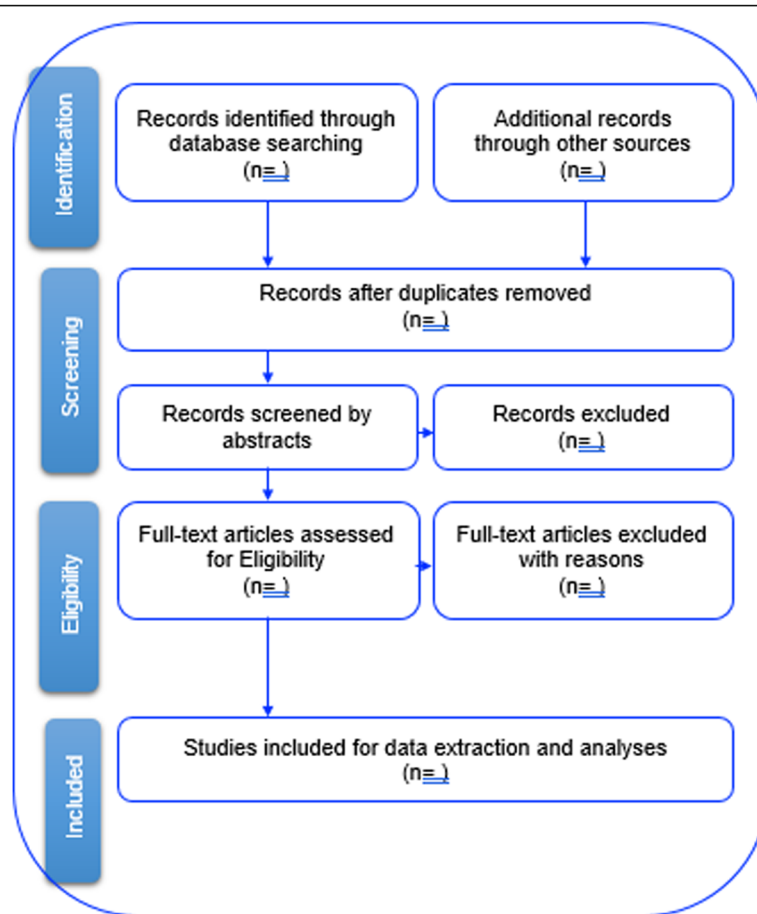 Identification
Records identified through
database searching
(n= )
Additional records
through other sources
(n= )
Screening
Records after duplicates removed
(n= )
Records screened by
abstracts
Records excluded
(n= )
Eligibility
Full-text articles assessed
for Eligibility
(n= )
Full-text articles excluded
with reasons
(n= )
Included
Studies included for data extraction and analyses
(n= )